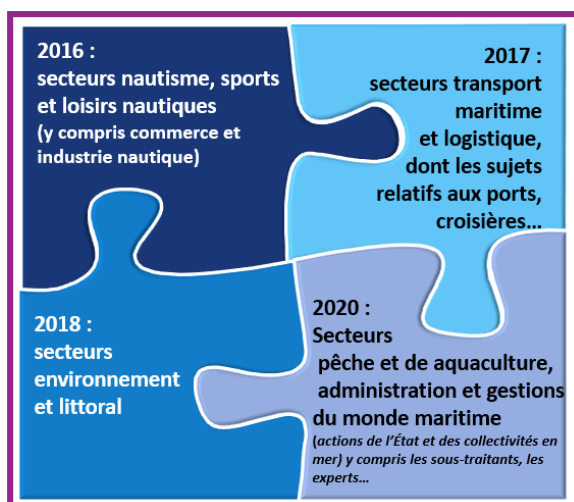 2016 :
secteurs nautisme, sports
et loisirs nautiques
(y compris commerce et
industrie nautique)
2017 :
secteurs transport
maritime
et logistique,
dont les sujets
relatifs aux ports,
croisières...
2018 :
secteurs
environnement
et littoral
2020 :
Secteurs
pêche et de aquaculture,
administration et gestions
du monde maritime
(actions de l'État et des collectivités en
mer) y compris les sous-traitants, les
experts...